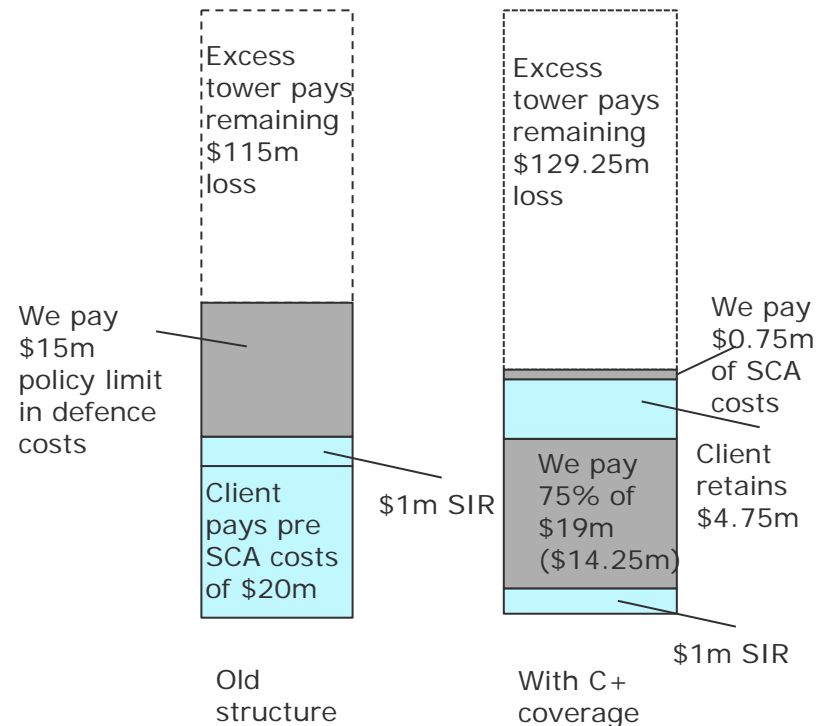 Excess
tower pays
remaining
$115m
loss
We pay
$15m
policy limit
in defence
costs
$1m SIR
Client
pays pre
SCA costs
of $20m
Old
structure
Excess
tower pays
remaining
$129.25m
loss
We pay
$0.75m
of SCA
costs
Client
retains
$4.75m
We pay
75% of
$19m
($14.25m)
$1m SIR
With C+
coverage